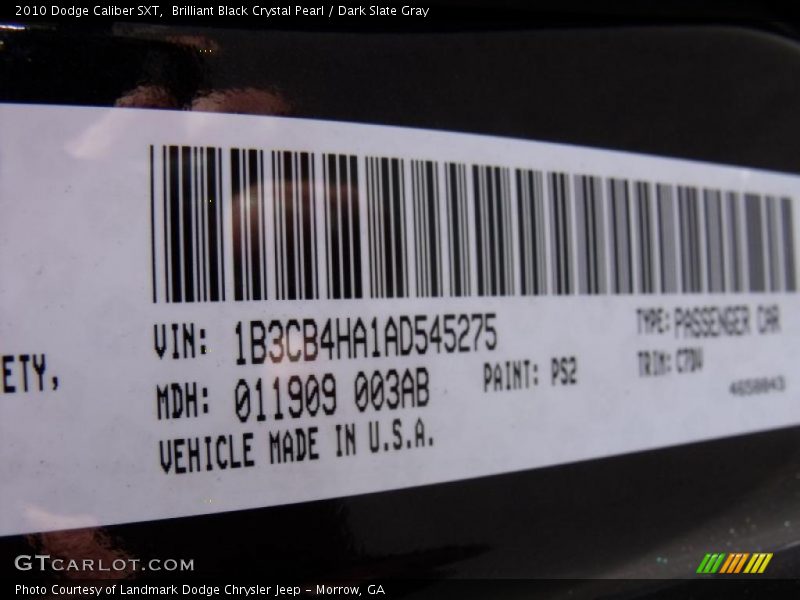 2010 Dodge Caliber SXT,  Brilliant Black Crystal Pearl / Dark Slate Gray
VIN: 1B3CB4HA1AD545275
TYPE: PASSENGER CAR
ETY,
MDH: 011909 003AB
PAINT: PS2
TRIM: C7DV
VEHICLE MADE IN U.S.A.
GTCARLOT.COM
Photo Courtesy of Landmark Dodge Chrysler Jeep - Morrow, GA